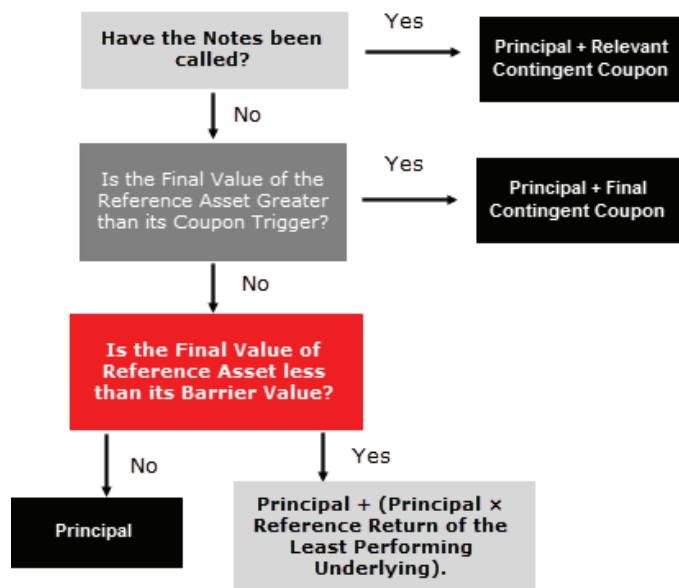 Have the Notes been
called?
Yes
Principal + Relevant
Contingent Coupon
No
Is the Final Value of the
Reference Asset Greater
than its Coupon Trigger?
Yes
Principal + Final
Contingent Coupon
No
Is the Final Value of
Reference Asset less
than its Barrier Value?
No
Yes
Principal
Principal + (Principal ×
Reference Return of the
Least Performing
Underlying).